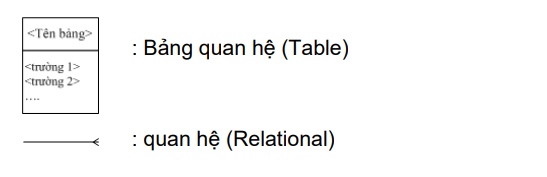 <Tên bảng>
: Bảng quan hệ (Table)
<trường 1>
<trường 2>
....
: quan hệ (Relational)